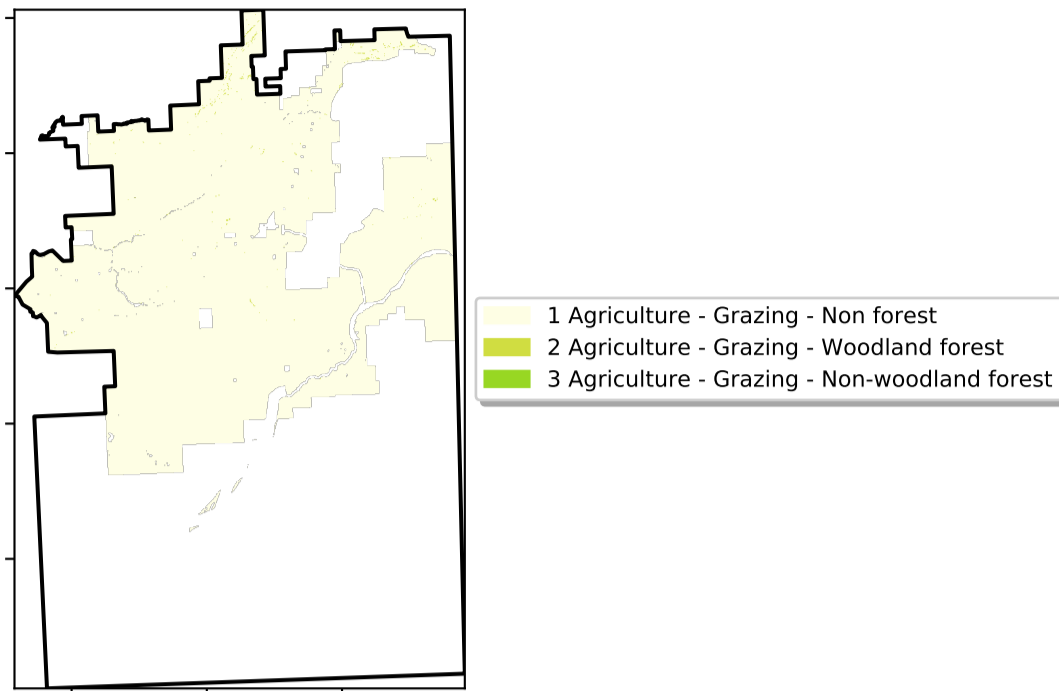 1 Agriculture - Grazing - Non forest
2 Agriculture - Grazing - Woodland forest
3 Agriculture - Grazing - Non-woodland forest